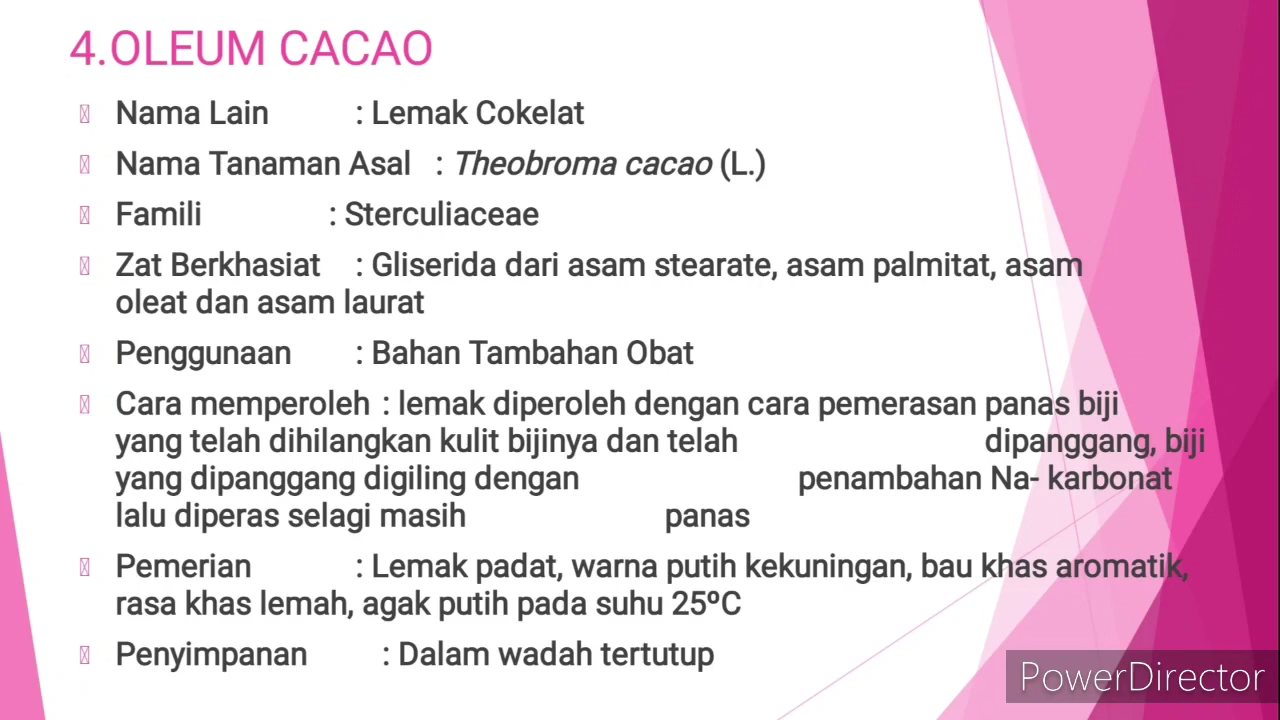 4.OLEUM CACAO
Nama Lain : Lemak Cokelat
Nama Tanaman Asal : Theobroma cacao (L.)
Famili : Sterculiaceae
Zat Berkhasiat : Gliserida dari asam stearate, asam palmitat, asam
oleat dan asam laurat
Penggunaan : Bahan Tambahan Obat
Cara memperoleh : lemak diperoleh dengan cara pemerasan panas biji
yang telah dihilangkan kulit bijinya dan telah dipanggang, biji
yang dipanggang digiling dengan penambahan Na- karbonat
lalu diperas selagi masih panas
Pemerian : Lemak padat, warna putih kekuningan, bau khas aromatik,
rasa khas lemah, agak putih pada suhu 25ºC
Penyimpanan : Dalam wadah tertutup
PowerDirector